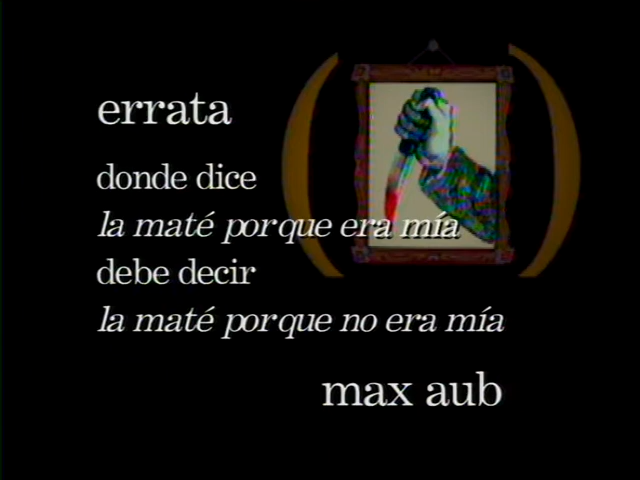 errata
donde dice
la maté porque era mía
debe decir
la maté porque no era mía
max aub